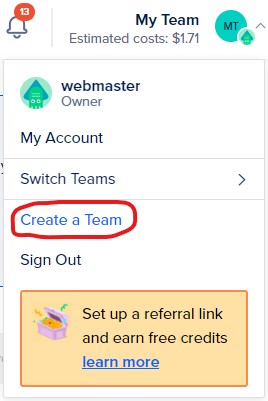 13
My Team
Estimated costs: $1.71
MT
webmaster
Owner
My Account
Switch Teams
Create a Team
Sign Out
Set up a referral link
and earn free credits
learn more